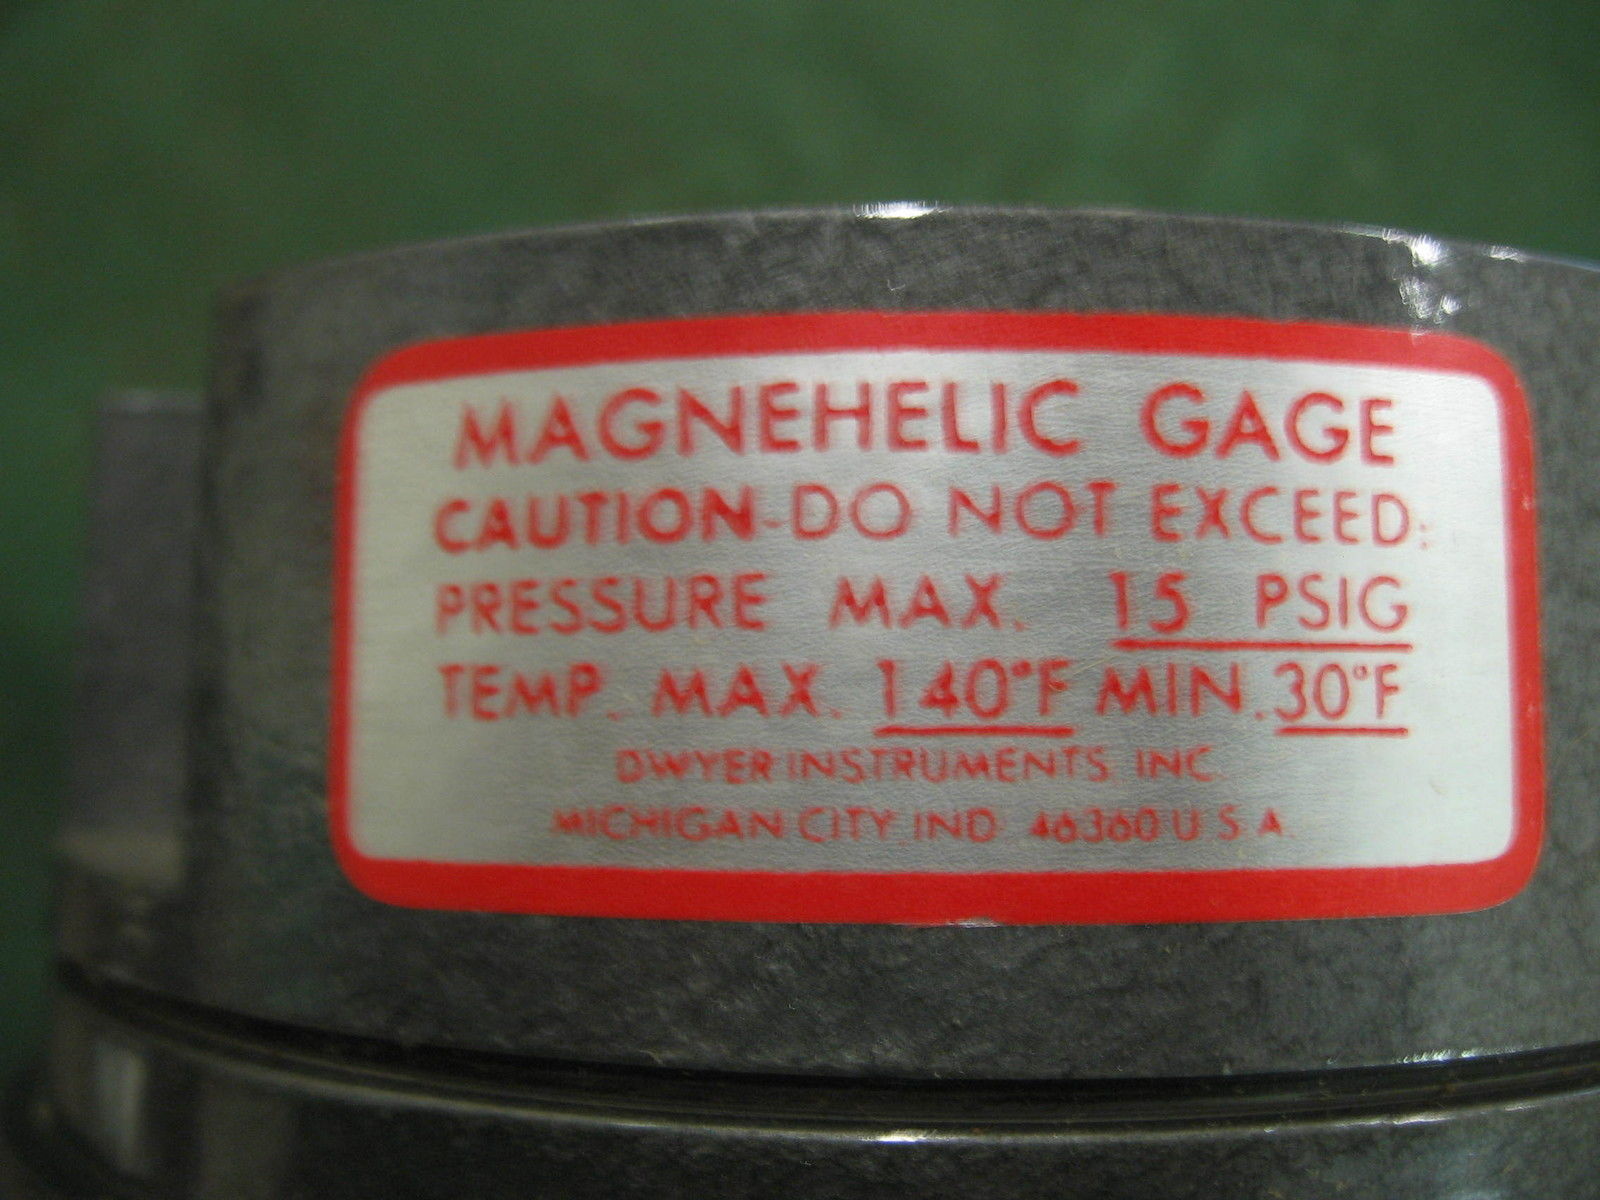 MAGNEHELIC GAGE
CAUTION-DO NOT EXCEED:
PRESSURE MAX. 15 PSIG
TEMP. MAX. 140°F MIN. 30°F
DWYER INSTRUMENTS, INC.
MICHIGAN CITY, IND. 46360 U.S.A.